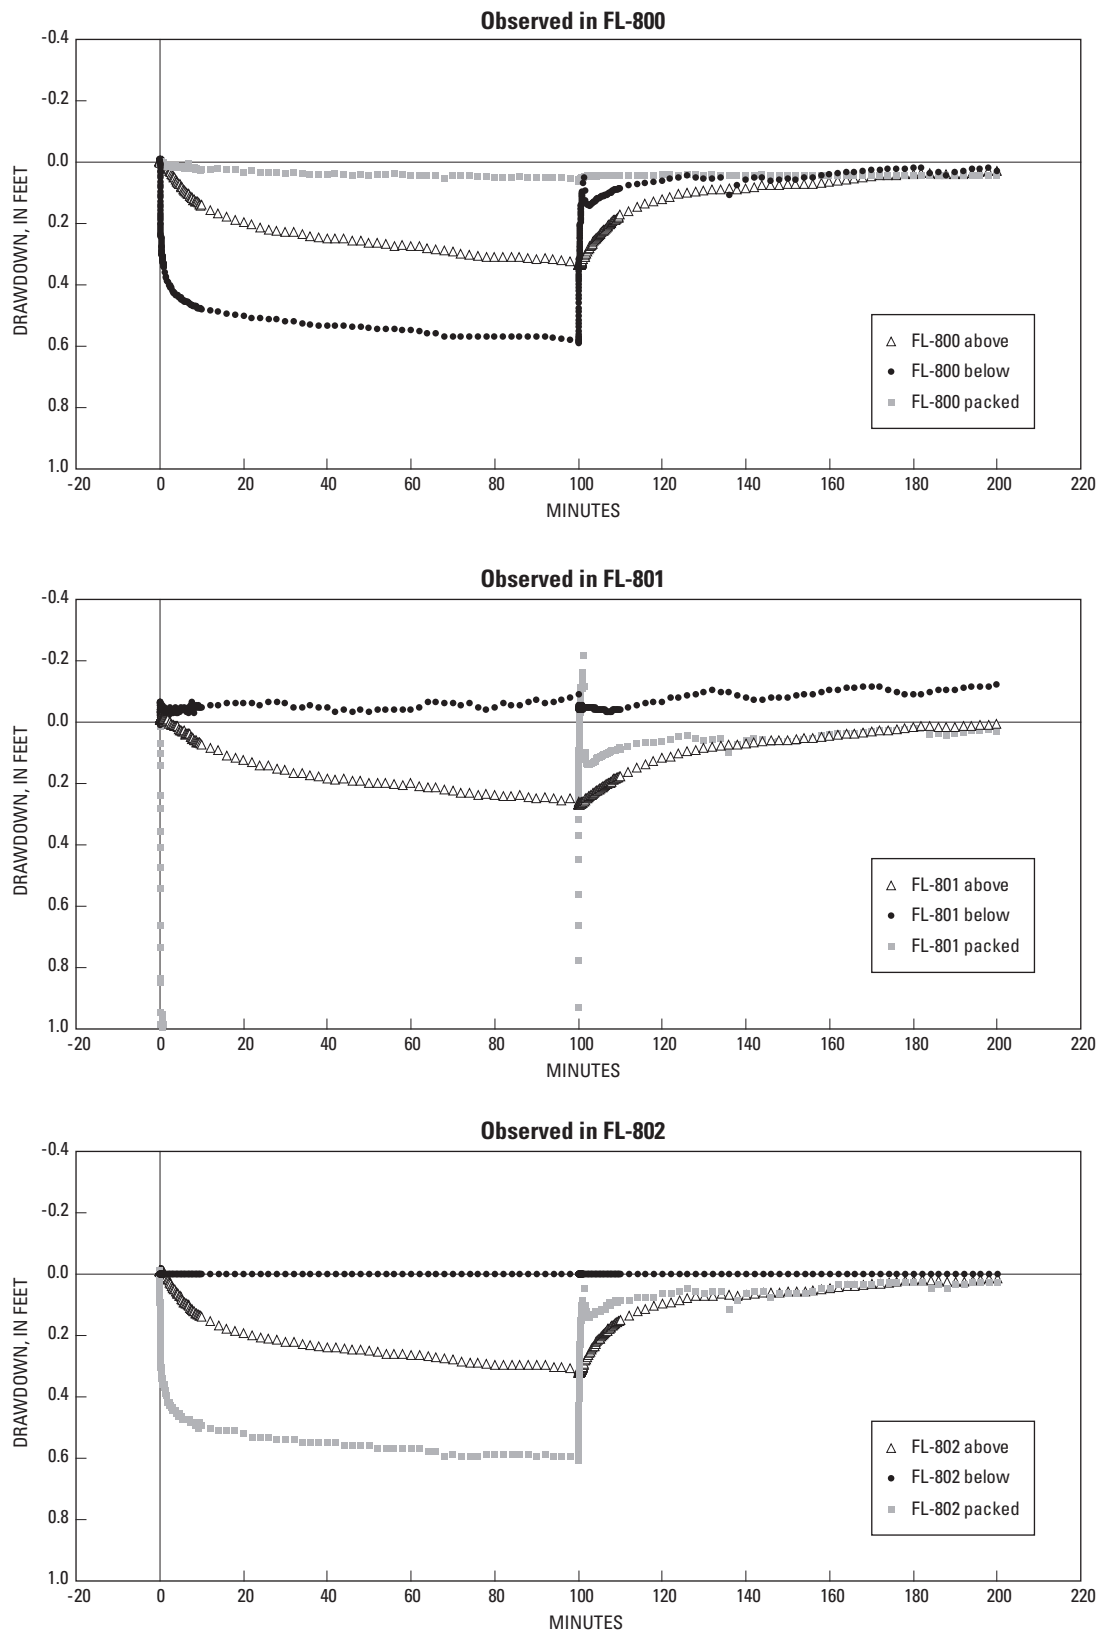 Observed in FL-800
-0.4
-0.2
0.0
0.2
0.4
0.6
0.8
1.0
DRAWDOWN, IN FEET
FL-800 above
FL-800 below
FL-800 packed
-20 0 20 40 60 80 100 120 140 160 180 200 220
MINUTES
Observed in FL-801
-0.4
-0.2
0.0
0.2
0.4
0.6
0.8
1.0
DRAWDOWN, IN FEET
FL-801 above
FL-801 below
FL-801 packed
-20 0 20 40 60 80 100 120 140 160 180 200 220
MINUTES
Observed in FL-802
-0.4
-0.2
0.0
0.2
0.4
0.6
0.8
1.0
DRAWDOWN, IN FEET
FL-802 above
FL-802 below
FL-802 packed
-20 0 20 40 60 80 100 120 140 160 180 200 220
MINUTES